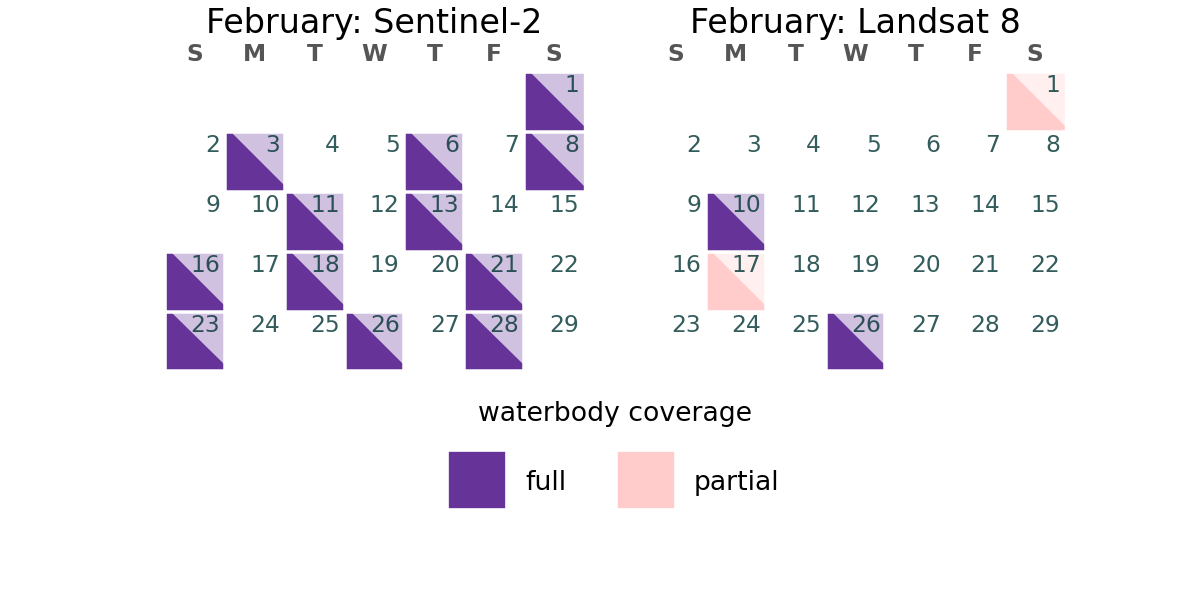 February: Sentinel-2
S M T W T F S
1
2 3 4 5 6 7 8
9 10 11 12 13 14 15
16 17 18 19 20 21 22
23 24 25 26 27 28 29
February: Landsat 8
S M T W T F S
1
2 3 4 5 6 7 8
9 10 11 12 13 14 15
16 17 18 19 20 21 22
23 24 25 26 27 28 29
waterbody coverage
full partial